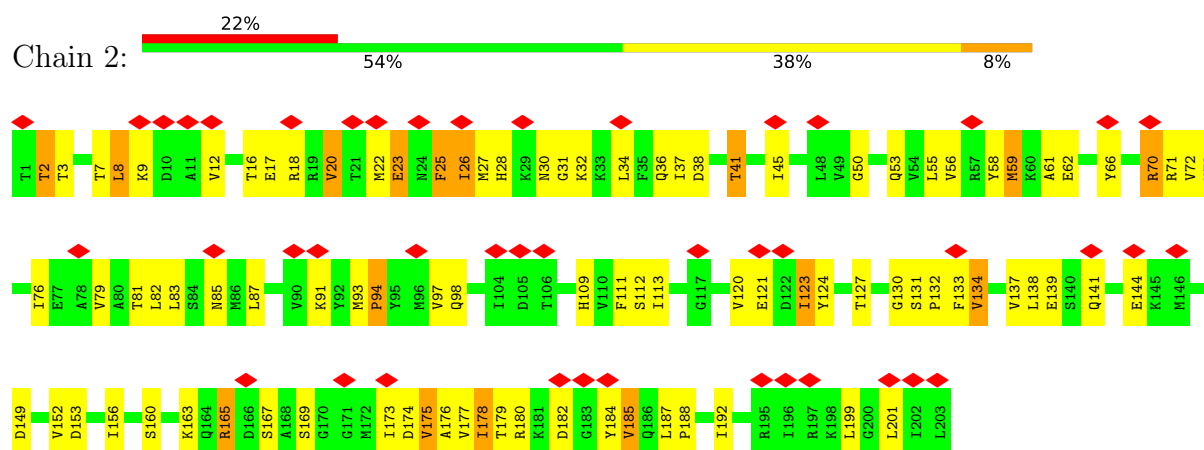 22%
Chain 2:
54% 38% 8%
T1 T2 T3 T7 L8 K9 D10 A11 V12 T16 E17 R18 R19 V20 T21 M22 E23 N24 F25 I26 M27 H28 K29 N30 G31 K32 K33 L34 F35 Q36 I37 D38 T41 I45 L48 V49 G50 Q53 V54 L55 V56 R57 Y58 M59 K60 A61 E62 Y66 R70 R71 V72
I76 E77 A78 V79 A80 T81 L82 L83 S84 N85 M86 L87 V90 K91 Y92 M93 P94 Y95 M96 V97 Q98 I104 D105 T106 H109 V110 F111 S112 I113 G117 V120 E121 D122 I123 Y124 T127 G130 S131 P132 F133 V134 V137 L138 E139 S140 Q141 E144 K145 M146
D149 V152 D153 I156 S160 K163 Q164 R165 D166 S167 A168 S169 G170 G171 M172 I173 D174 V175 A176 V177 I178 T179 R180 K181 D182 G183 Y184 V185 Q186 L187 P188 I192 R195 I196 R197 K198 L199 G200 L201 I202 L203